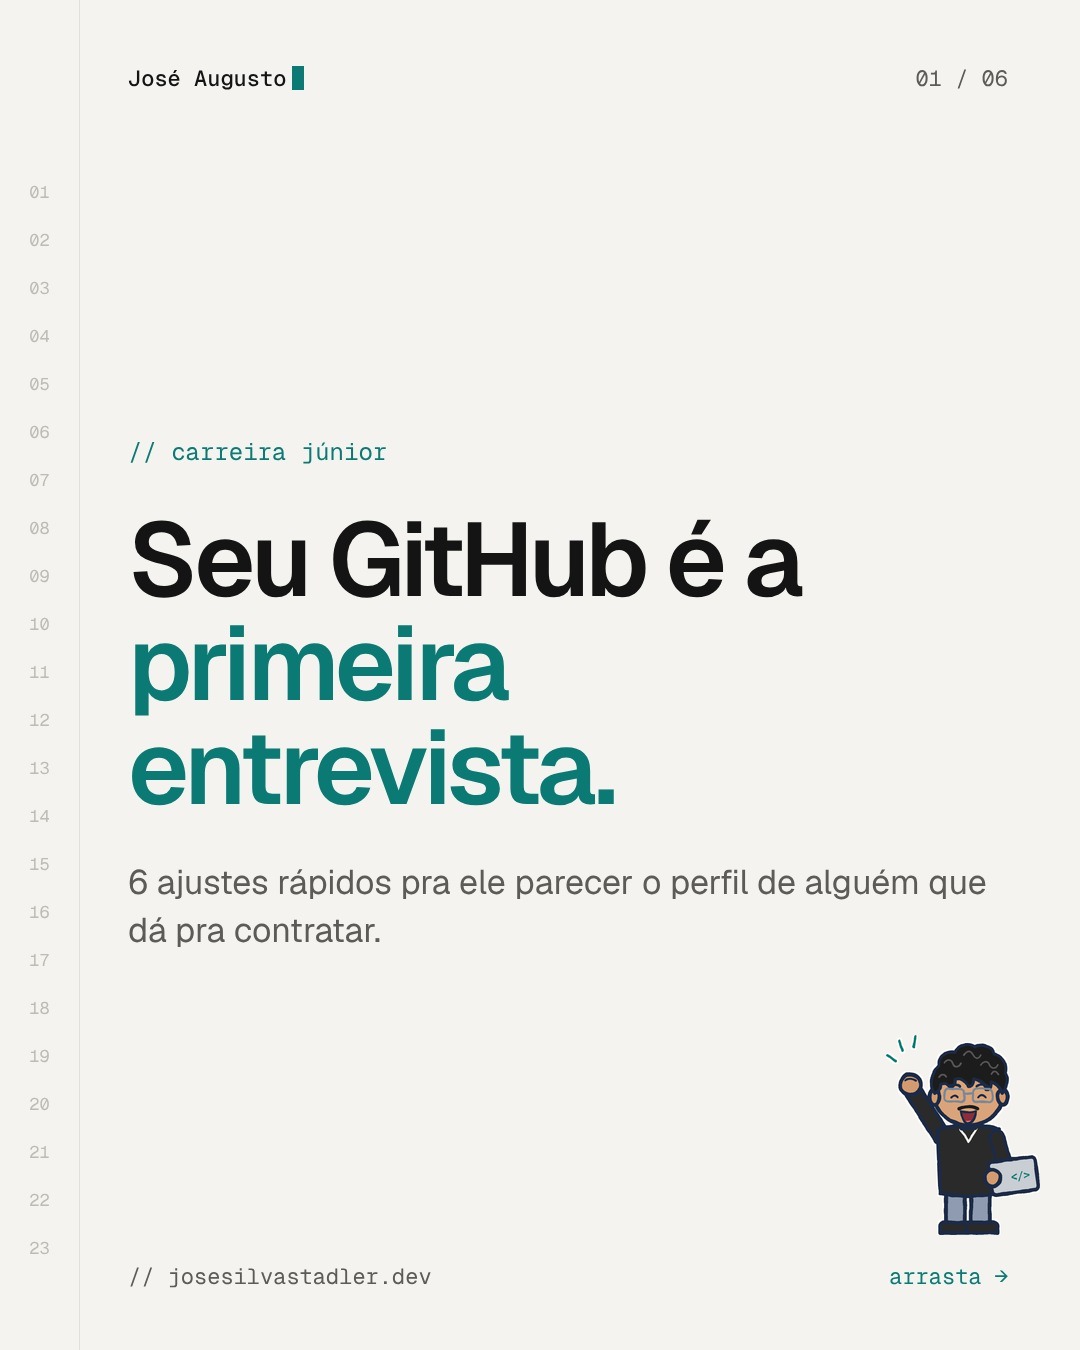 José Augusto
01 / 06
01
02
03
04
05
06
07
08
09
10
11
12
13
14
15
16
17
18
19
20
21
22
23
// carreira júnior
Seu GitHub é a
primeira
entrevista.
6 ajustes rápidos pra ele parecer o perfil de alguém que
dá pra contratar.
</>
// josesilvastadler.dev
arrasta →